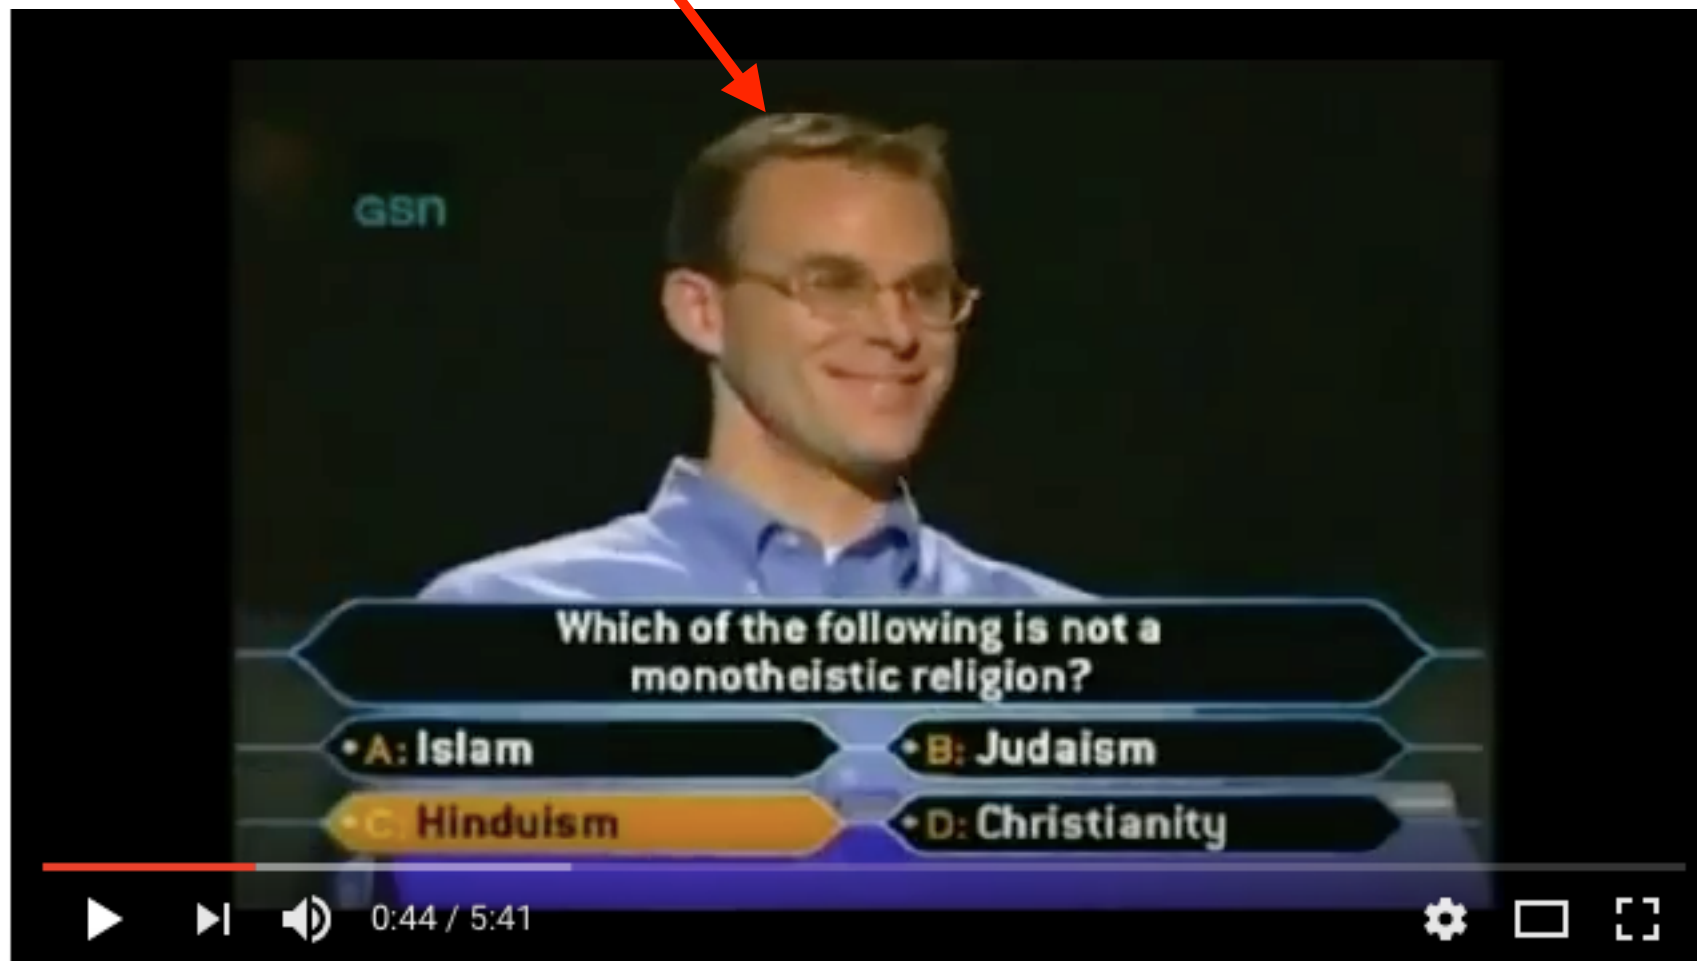 GSN
Which of the following is not a
monotheistic religion?
• A: Islam
• B: Judaism
• C: Hinduism
• D: Christianity
0:44 / 5:41